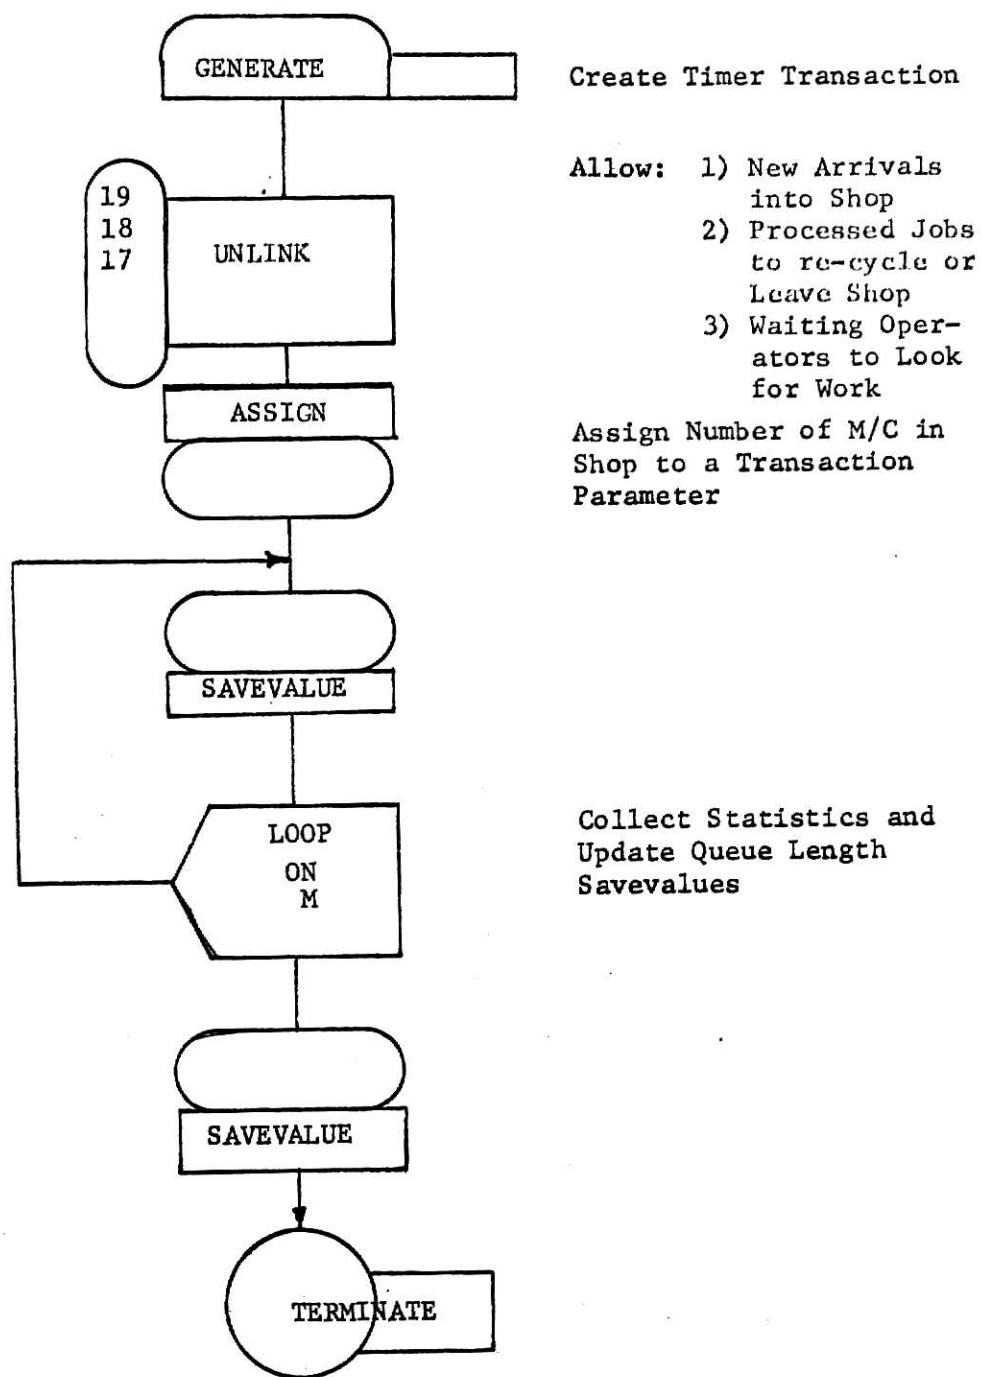 GENERATE
Create Timer Transaction
19
18
17
UNLINK
Allow: 1) New Arrivals
into Shop
2) Processed Jobs
to re-cycle or
Leave Shop
3) Waiting Oper-
ators to Look
for Work
ASSIGN
Assign Number of M/C in
Shop to a Transaction
Parameter
SAVEVALUE
LOOP
ON
M
Collect Statistics and
Update Queue Length
Savevalues
SAVEVALUE
TERMINATE